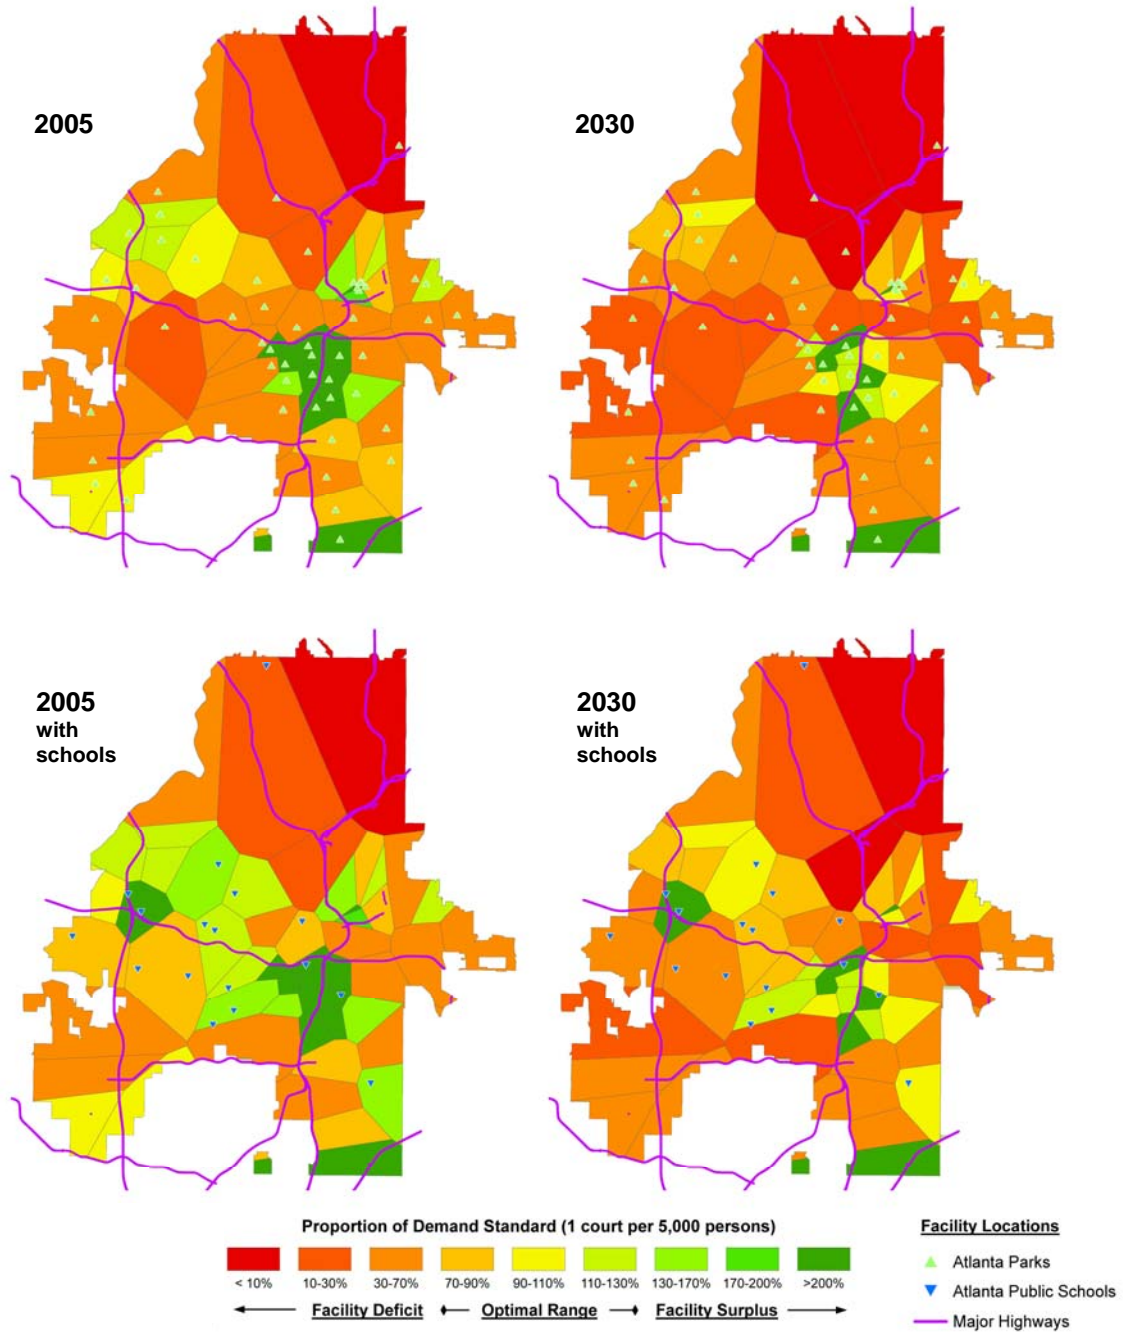 2005
2030
2005
with
schools
2030
with
schools
Proportion of Demand Standard (1 court per 5,000 persons)
< 10% 10-30% 30-70% 70-90% 90-110% 110-130% 130-170% 170-200% >200%
Facility Deficit Optimal Range Facility Surplus
Facility Locations
Atlanta Parks
Atlanta Public Schools
Major Highways